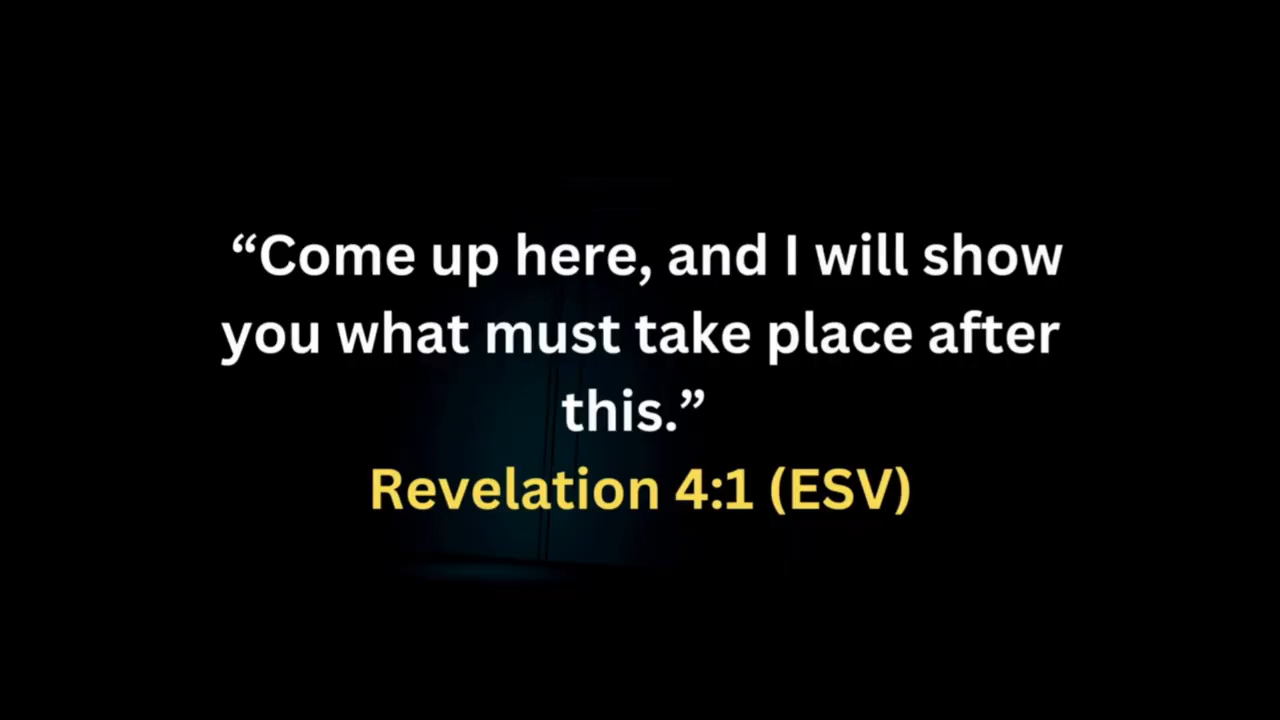 “Come up here, and I will show
you what must take place after
this.”
Revelation 4:1 (ESV)